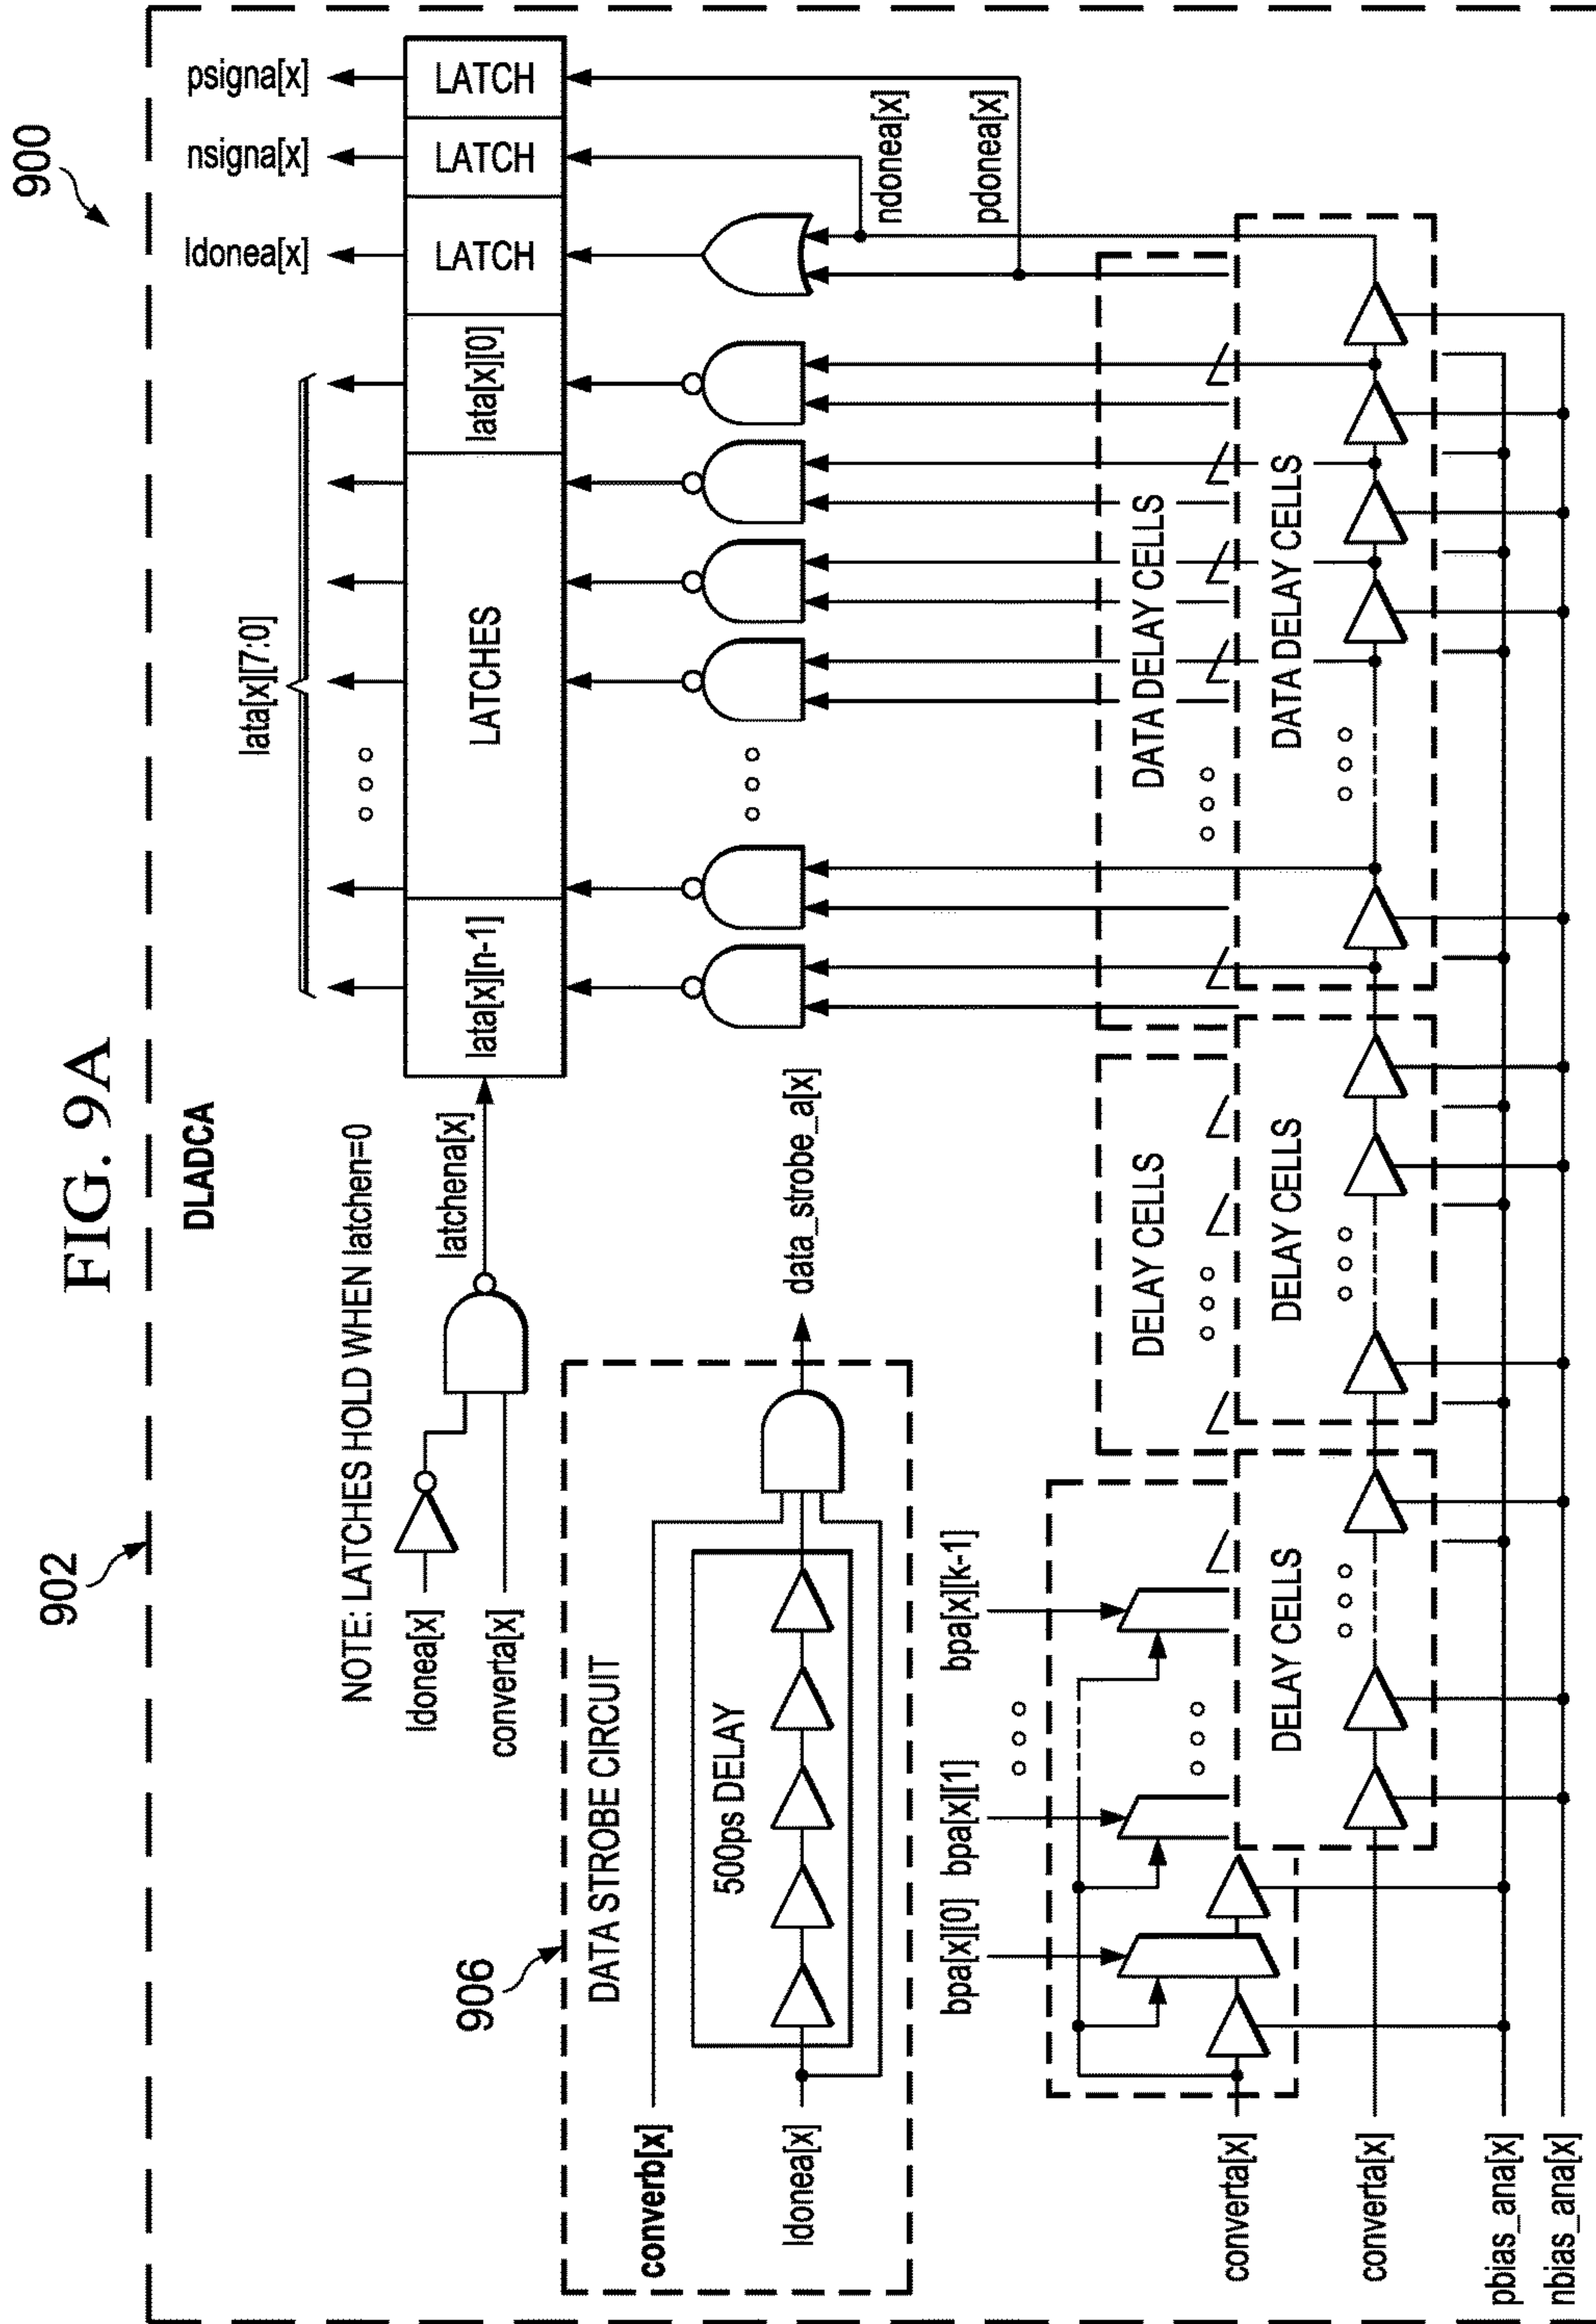 FIG. 9A
900
902
DLADCA
psigna[x]
nsigna[x]
ldonea[x]
lata[x][7:0]
LATCH
LATCH
LATCH
lata[x][0]
LATCHES
lata[x][n-1]
NOTE: LATCHES HOLD WHEN latchen=0
ldonea[x]
converta[x]
latchena[x]
ndonea[x]
pdonea[x]
906
DATA STROBE CIRCUIT
converb[x]
500ps DELAY
ldonea[x]
data_strobe_a[x]
bpa[x][0]
bpa[x][1]
bpa[x][k-1]
DELAY CELLS
DATA DELAY CELLS
converta[x]
DELAY CELLS
DELAY CELLS
DATA DELAY CELLS
converta[x]
pbias_ana[x]
nbias_ana[x]